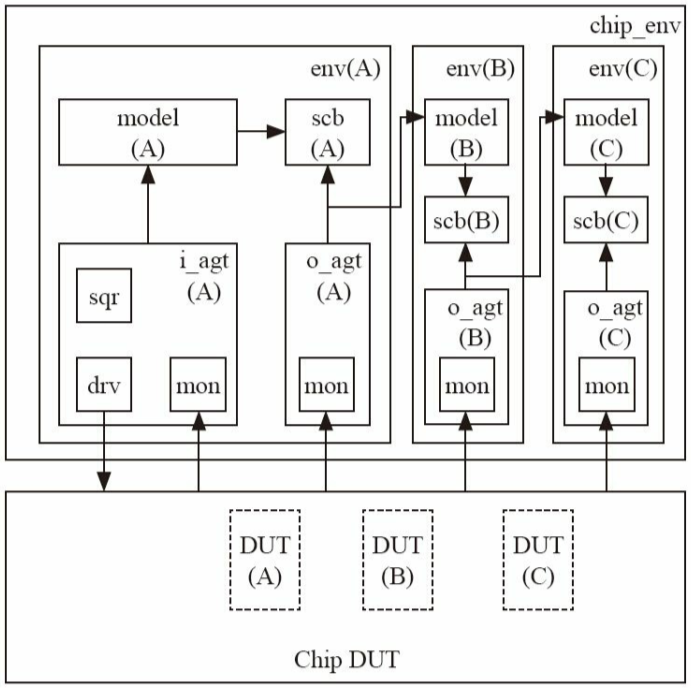 chip_env
env(A)
env(B)
env(C)
model
(A)
scb
(A)
model
(B)
model
(C)
scb(B)
scb(C)
i_agt
(A)
o_agt
(A)
sqr
o_agt
(B)
o_agt
(C)
drv
mon
mon
mon
mon
DUT
(A)
DUT
(B)
DUT
(C)
Chip DUT